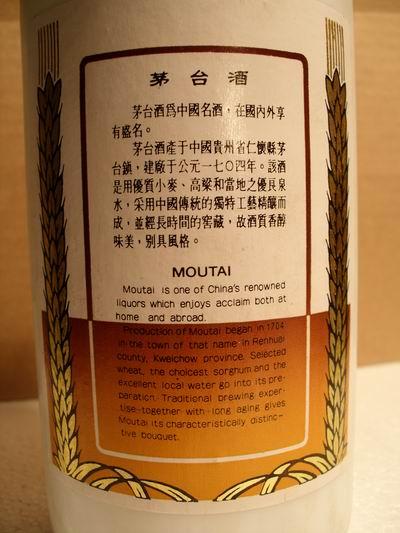 茅台酒
茅台酒爲中國名酒，在國內外享
有盛名。
茅台酒產于中國貴州省仁懷縣茅
台鎮，建廠于公元一七〇四年。該酒
是用優質小麥、高粱和當地之優良泉
水，采用中國傳統的獨特工藝精釀而
成，並經長時間的窖藏，故酒質香醇
味美，別具風格。
MOUTAI
Moutai is one of China's renowned
liquors which enjoys acclaim both at
home and abroad.
Production of Moutai began in 1704
in the town of that name in Renhuai
county, Kweichow province. Selected
wheat, the choicest sorghum and the
excellent local water go into its pre-
paration. Traditional brewing exper-
tise-together with long aging gives
Moutai its characteristically distinc-
tive bouquet.